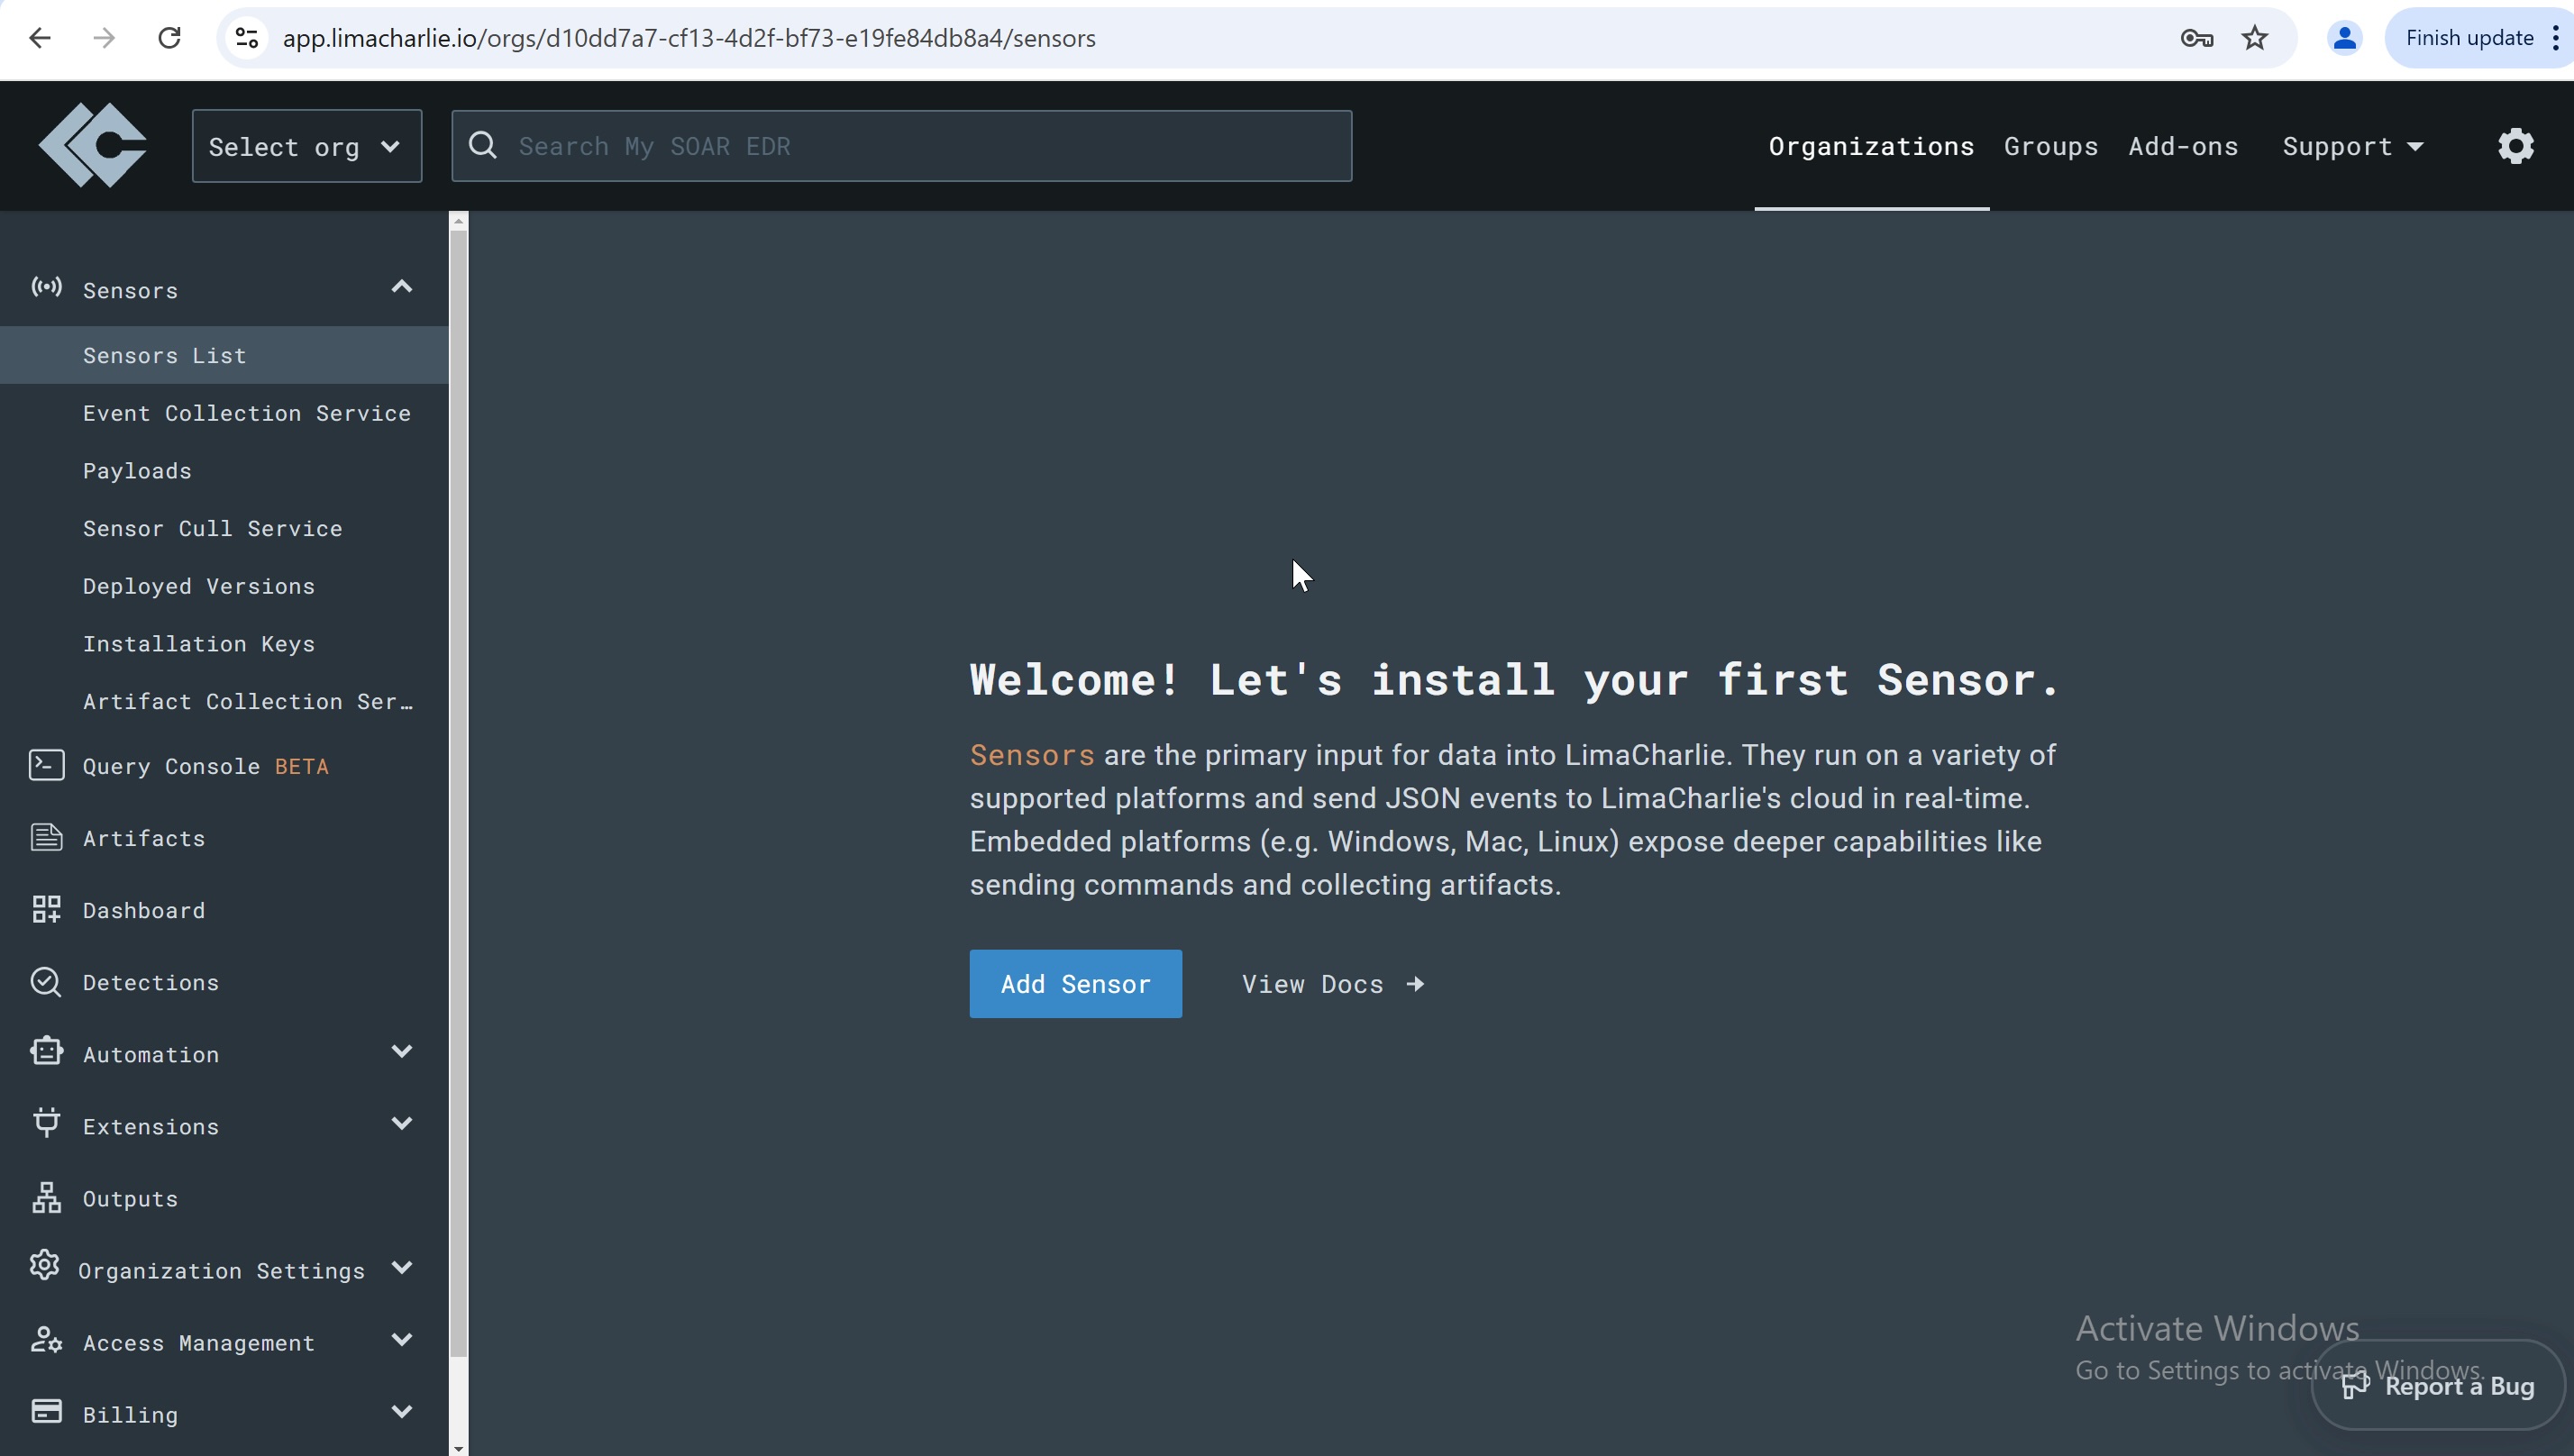 app.limacharlie.io/orgs/d10dd7a7-cf13-4d2f-bf73-e19fe84db8a4/sensors
Finish update
Select org
Search My SOAR EDR
Organizations
Groups
Add-ons
Support
Sensors
Sensors List
Event Collection Service
Payloads
Sensor Cull Service
Deployed Versions
Installation Keys
Artifact Collection Ser…
Query Console BETA
Artifacts
Dashboard
Detections
Automation
Extensions
Outputs
Organization Settings
Access Management
Billing
Welcome! Let's install your first Sensor.
Sensors are the primary input for data into LimaCharlie. They run on a variety of
supported platforms and send JSON events to LimaCharlie's cloud in real-time.
Embedded platforms (e.g. Windows, Mac, Linux) expose deeper capabilities like
sending commands and collecting artifacts.
Add Sensor
View Docs
Activate Windows
Go to Settings to activate Windows.
Report a Bug